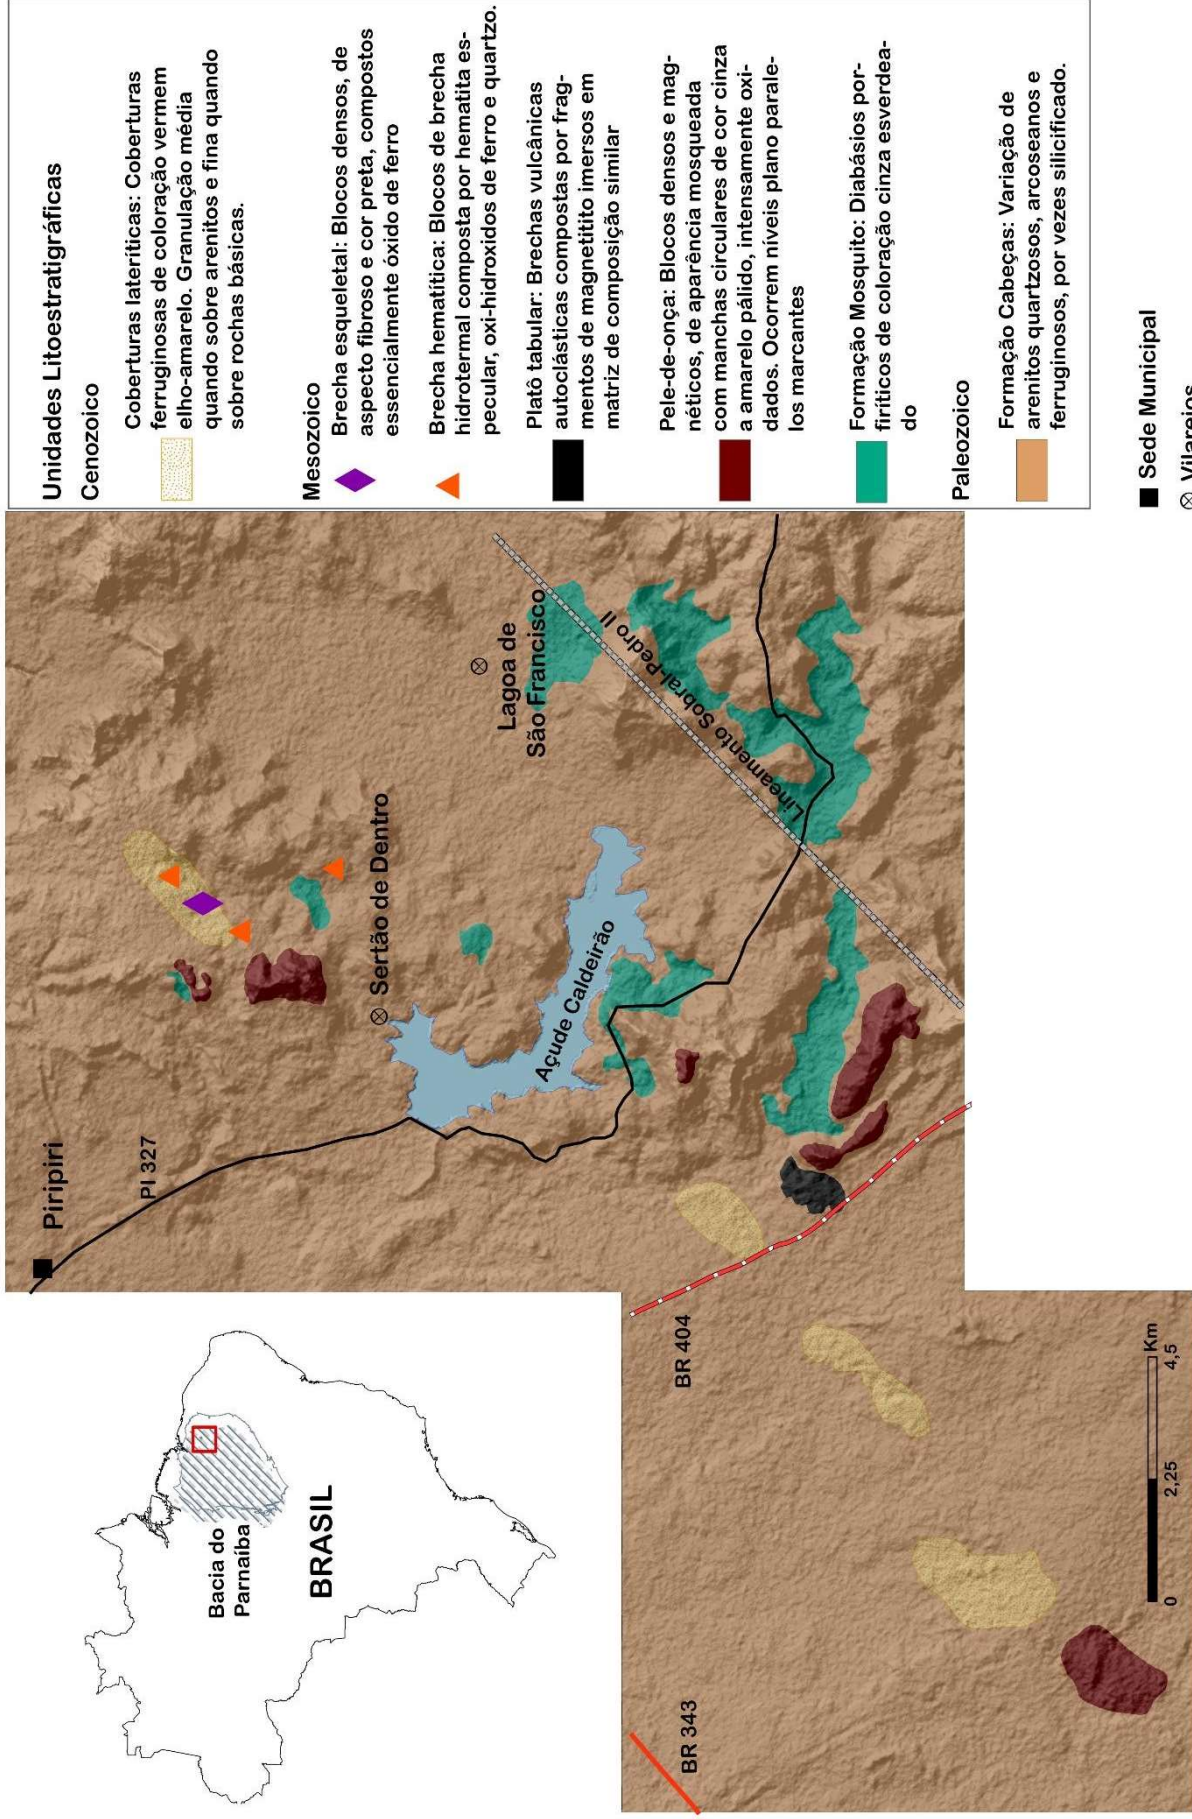 Piripiri
PI 327
Sertão de Dentro
Lagoa de
São Francisco
Açude Caldeirão
Lineamento Sobral-Pedro II
BR 404
BR 343
Bacia do
Parnaíba
BRASIL
0
2,25
4,5
Km
Unidades Litoestratigráficas
Cenozoico
Coberturas lateríticas: Coberturas
ferruginosas de coloração vermem
elho-amarelo. Granulação média
quando sobre arenitos e fina quando
sobre rochas básicas.
Mesozoico
Brecha esqueletal: Blocos densos, de
aspecto fibroso e cor preta, compostos
essencialmente óxido de ferro
Brecha hematítica: Blocos de brecha
hidrotermal composta por hematita es-
pecular, oxi-hidroxidos de ferro e quartzo.
Platô tabular: Brechas vulcânicas
autoclásticas compostas por frag-
mentos de magnetitito imersos em
matriz de composição similar
Pele-de-onça: Blocos densos e mag-
néticos, de aparência mosqueada
com manchas circulares de cor cinza
a amarelo pálido, intensamente oxi-
dados. Ocorrem níveis plano parale-
los marcantes
Formação Mosquito: Diabásios por-
firíticos de coloração cinza esverdea-
do
Paleozoico
Formação Cabeças: Variação de
arenitos quartzosos, arcoseanos e
ferruginosos, por vezes silicificado.
Sede Municipal
Vilarejos